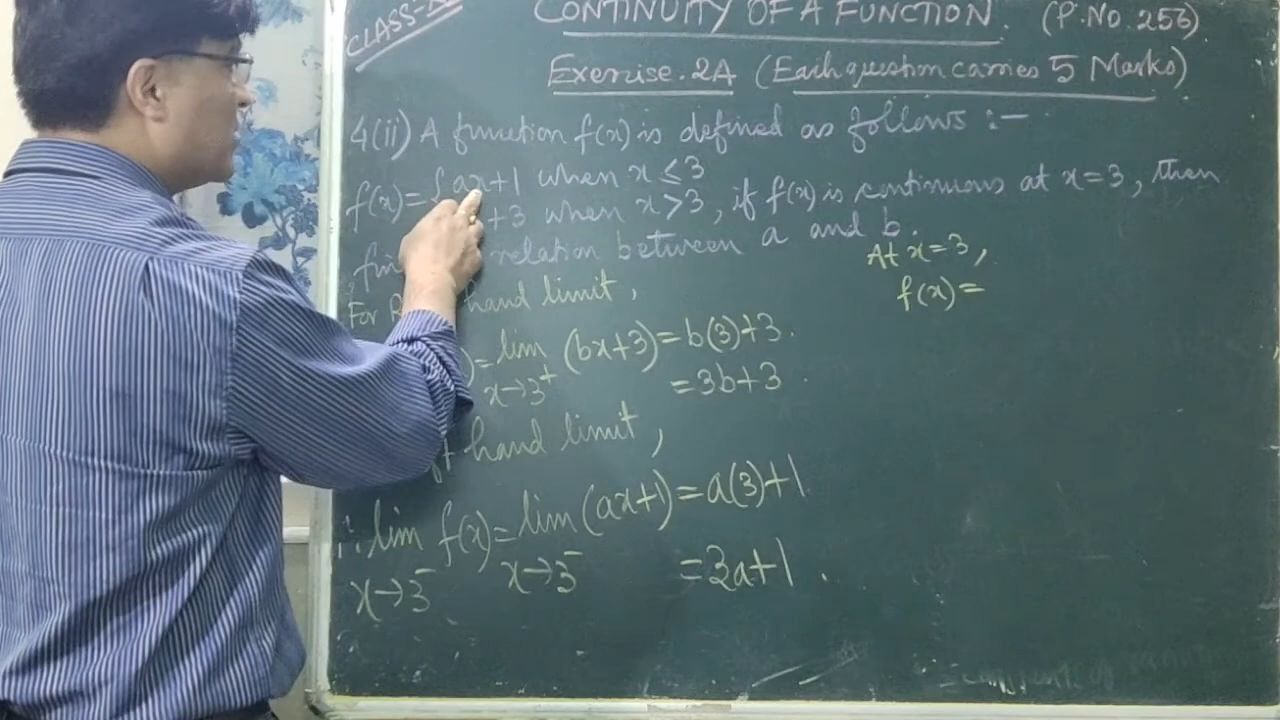 CLASS-
CONTINUITY OF A FUNCTION. (P.No.256)
Exercise.2A (Each question carries 5 Marks)
4(ii) A function f(x) is defined as follows :-
f(x)= { ax+1 when x ≤ 3
+3 when x > 3, if f(x) is continuous at x=3, then
relation between a and b.
At x=3,
f(x)=
For hand limit,
)= lim (bx+3) = b(3)+3.
x→3⁺ = 3b+3.
hand limit,
∴ lim f(x) = lim (ax+1) = a(3)+1
x→3⁻ x→3⁻ = 3a+1.